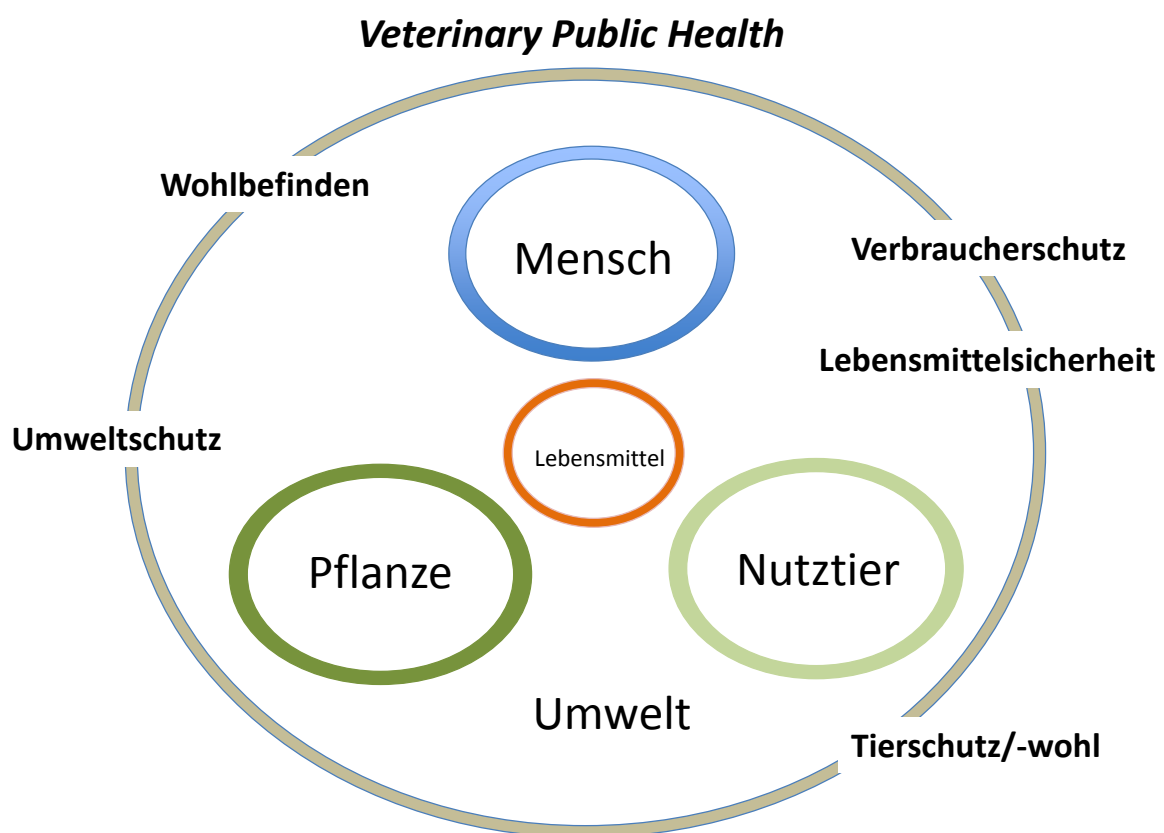 Veterinary Public Health
Wohlbefinden
Mensch
Verbraucherschutz
Lebensmittelsicherheit
Umweltschutz
Lebensmittel
Pflanze
Nutztier
Umwelt
Tierschutz/-wohl